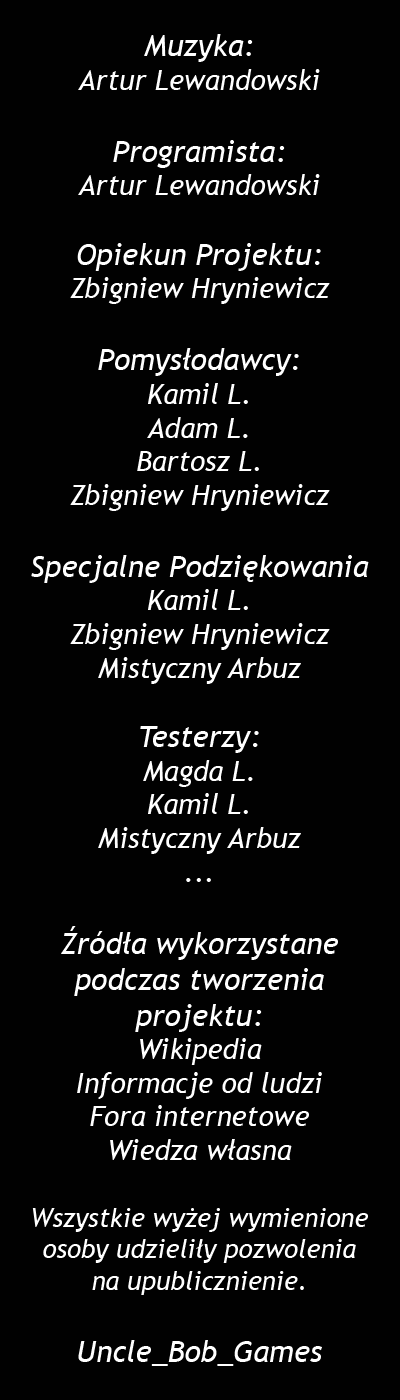 Muzyka:
Artur Lewandowski
Programista:
Artur Lewandowski
Opiekun Projektu:
Zbigniew Hryniewicz
Pomysłodawcy:
Kamil L.
Adam L.
Bartosz L.
Zbigniew Hryniewicz
Specjalne Podziękowania
Kamil L.
Zbigniew Hryniewicz
Mistyczny Arbuz
Testerzy:
Magda L.
Kamil L.
Mistyczny Arbuz
...
Źródła wykorzystane
podczas tworzenia
projektu:
Wikipedia
Informacje od ludzi
Fora internetowe
Wiedza własna
Wszystkie wyżej wymienione
osoby udzieliły pozwolenia
na upublicznienie.
Uncle_Bob_Games